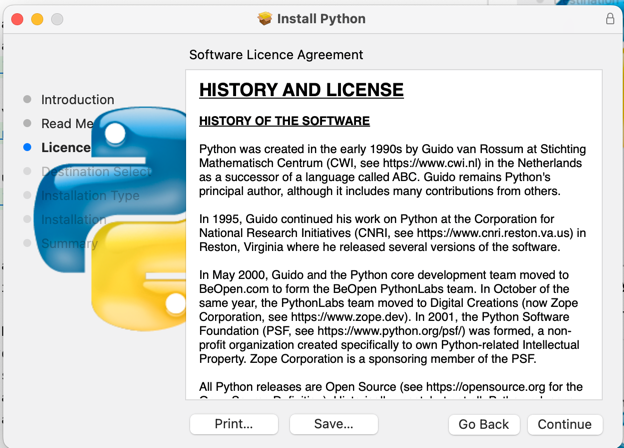 Install Python
Software Licence Agreement
Introduction
Read Me
Licence
Destination Select
Installation Type
Installation
Summary
HISTORY AND LICENSE
HISTORY OF THE SOFTWARE
Python was created in the early 1990s by Guido van Rossum at Stichting
Mathematisch Centrum (CWI, see https://www.cwi.nl) in the Netherlands
as a successor of a language called ABC. Guido remains Python's
principal author, although it includes many contributions from others.
In 1995, Guido continued his work on Python at the Corporation for
National Research Initiatives (CNRI, see https://www.cnri.reston.va.us) in
Reston, Virginia where he released several versions of the software.
In May 2000, Guido and the Python core development team moved to
BeOpen.com to form the BeOpen PythonLabs team. In October of the
same year, the PythonLabs team moved to Digital Creations (now Zope
Corporation, see https://www.zope.dev). In 2001, the Python Software
Foundation (PSF, see https://www.python.org/psf/) was formed, a non-
profit organization created specifically to own Python-related Intellectual
Property. Zope Corporation is a sponsoring member of the PSF.
All Python releases are Open Source (see https://opensource.org for the
Print...
Save...
Go Back
Continue